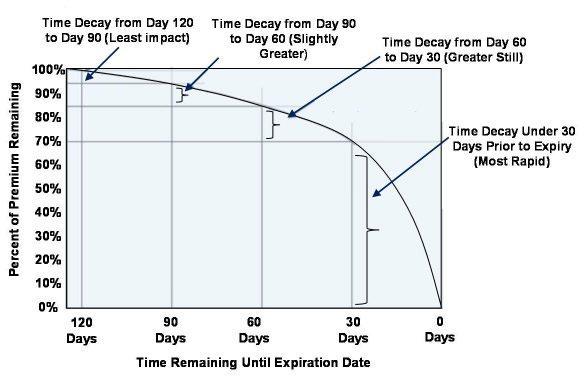 Time Decay from Day 120
to Day 90 (Least impact)
Time Decay from Day 90
to Day 60 (Slightly
Greater)
Time Decay from Day 60
to Day 30 (Greater Still)
Time Decay Under 30
Days Prior to Expiry
(Most Rapid)
Percent of Premium Remaining
100%
90%
80%
70%
60%
50%
40%
30%
20%
10%
0%
120
Days
90
Days
60
Days
30
Days
0
Days
Time Remaining Until Expiration Date